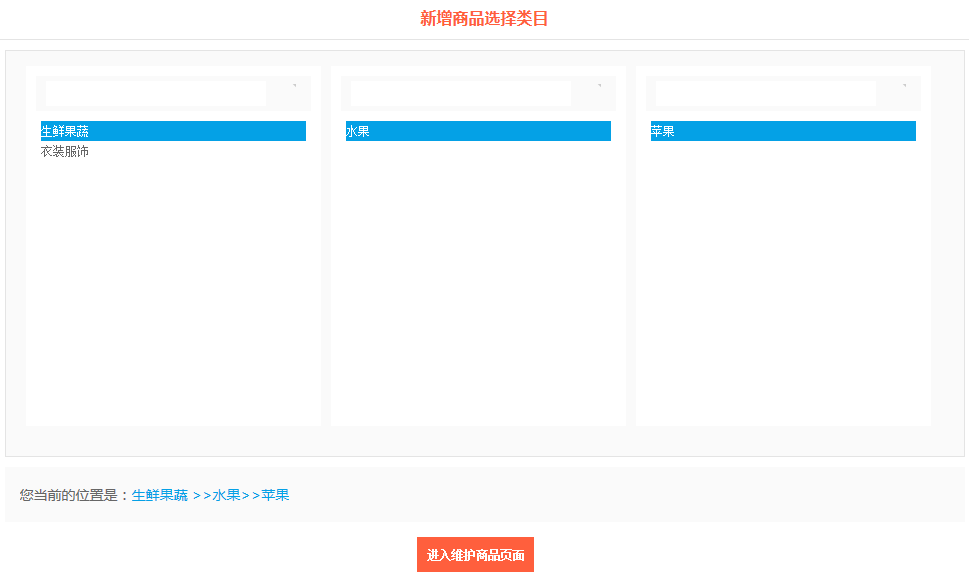 新增商品选择类目
生鲜果蔬
衣装服饰
水果
苹果
您当前的位置是：生鲜果蔬 >>水果>>苹果
进入维护商品页面